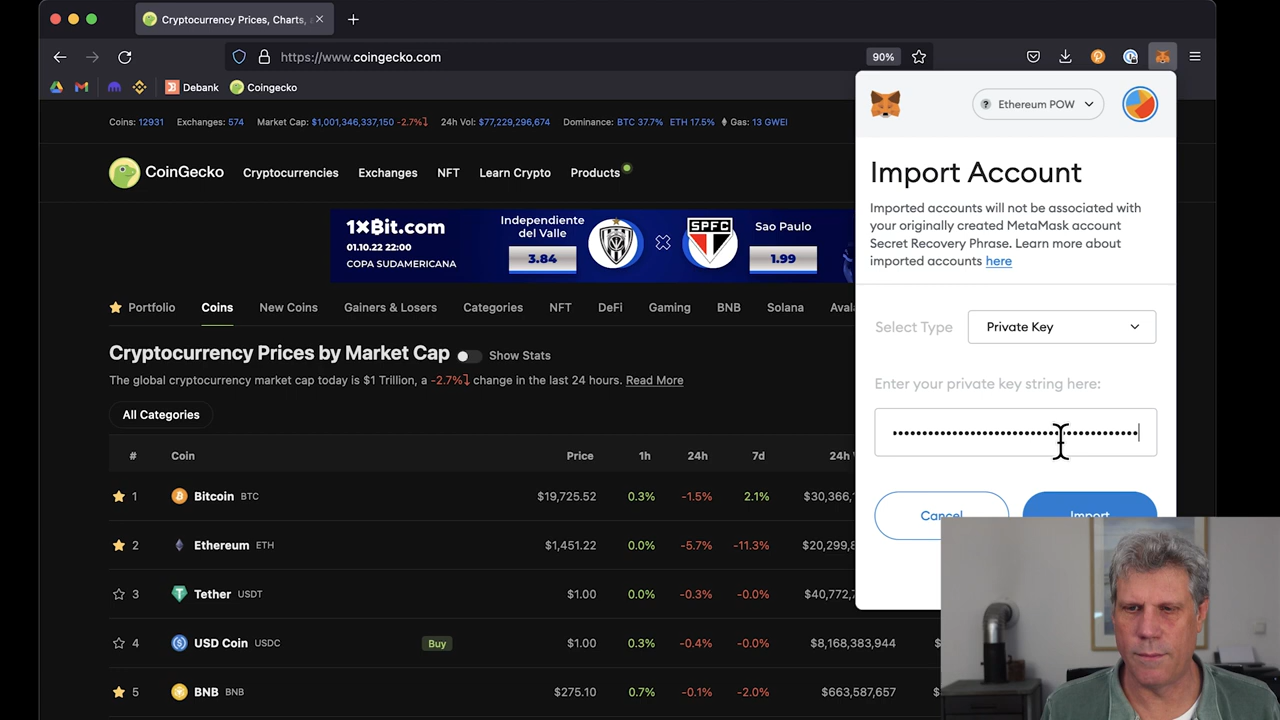 Cryptocurrency Prices, Charts,
https://www.coingecko.com
90%
Debank
Coingecko
Coins: 12931
Exchanges: 574
Market Cap: $1,001,346,337,150 -2.7%
24h Vol: $77,229,296,674
Dominance: BTC 37.7% ETH 17.5%
Gas: 13 GWEI
CoinGecko
Cryptocurrencies
Exchanges
NFT
Learn Crypto
Products
1XBit.com
01.10.22 22:00
COPA SUDAMERICANA
Independiente
del Valle
3.84
SPFC
Sao Paulo
1.99
Portfolio
Coins
New Coins
Gainers & Losers
Categories
NFT
DeFi
Gaming
BNB
Solana
Cryptocurrency Prices by Market Cap
Show Stats
The global cryptocurrency market cap today is $1 Trillion, a -2.7% change in the last 24 hours. Read More
All Categories
# Coin Price 1h 24h 7d 24h
1 Bitcoin BTC $19,725.52 0.3% -1.5% 2.1% $30,366,
2 Ethereum ETH $1,451.22 0.0% -5.7% -11.3% $20,299,
3 Tether USDT $1.00 0.0% -0.3% -0.0% $40,772,
4 USD Coin USDC Buy $1.00 0.3% -0.4% -0.0% $8,168,383,944
5 BNB BNB $275.10 0.7% -0.1% -2.0% $663,587,657
Ethereum POW
Import Account
Imported accounts will not be associated with
your originally created MetaMask account
Secret Recovery Phrase. Learn more about
imported accounts here
Select Type
Private Key
Enter your private key string here:
Cancel
Import